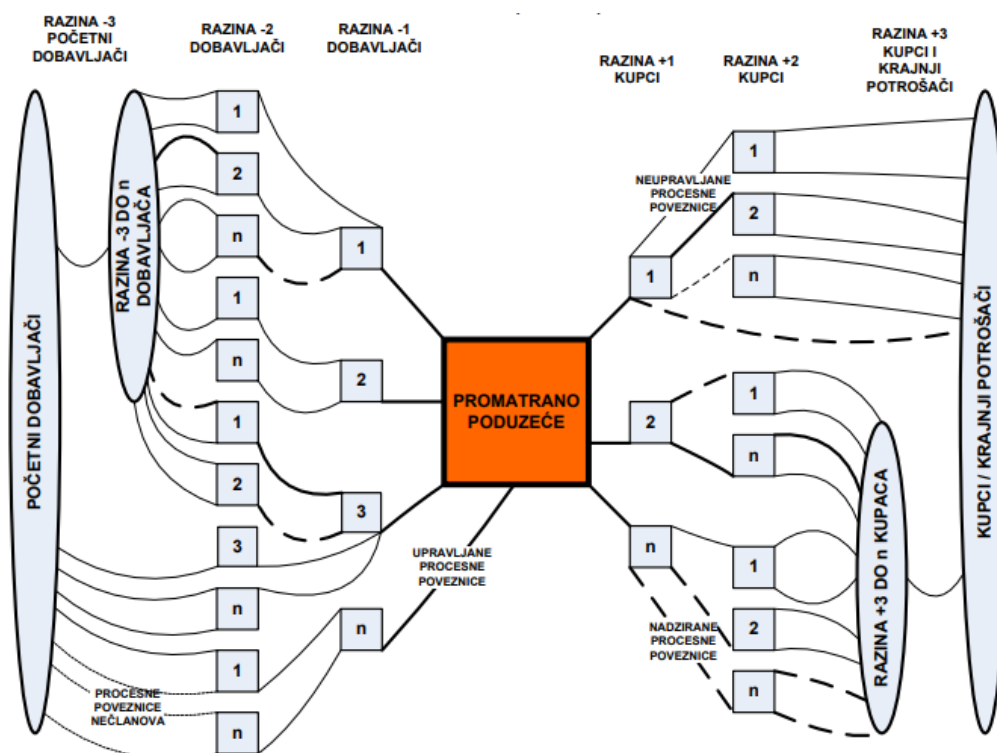 RAZINA -3
POČETNI
DOBAVLJAČI
RAZINA -2
DOBAVLJAČI
RAZINA -1
DOBAVLJAČI
RAZINA +1
KUPCI
RAZINA +2
KUPCI
RAZINA +3
KUPCI I
KRAJNJI
POTROŠAČI
POČETNI DOBAVLJAČI
RAZINA -3 DO n
DOBAVLJAČA
1
2
n
1
n
1
2
3
n
1
n
1
2
3
n
PROMATRANO
PODUZEĆE
UPRAVLJANE
PROCESNE
POVEZNICE
PROCESNE
POVEZNICE
NEČLANOVA
NEUPRAVLJANE
PROCESNE
POVEZNICE
NADZIRANE
PROCESNE
POVEZNICE
1
2
n
1
2
n
1
n
1
2
n
RAZINA +3 DO n KUPACA
KUPCI / KRAJNJI POTROŠAČI